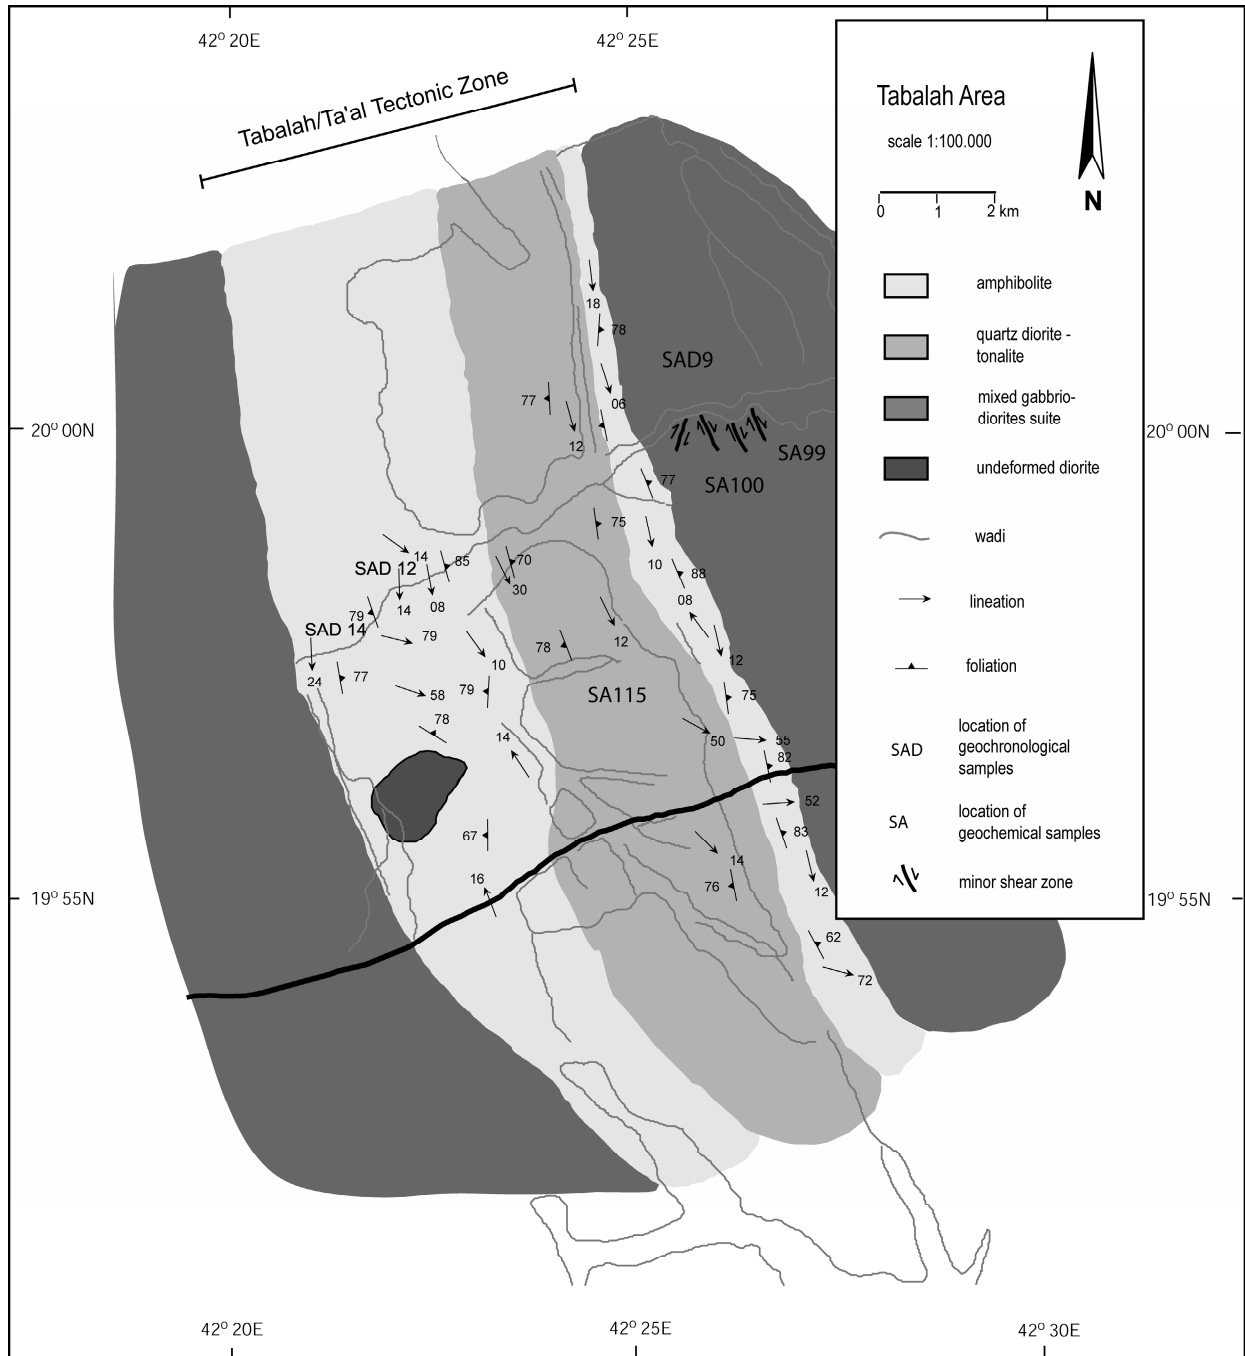 42° 20E
42° 25E
Tabalah/Ta'al Tectonic Zone
Tabalah Area
scale 1:100.000
0 1 2 km
N
amphibolite
quartz diorite -
tonalite
mixed gabbrio-
diorites suite
undeformed diorite
wadi
lineation
foliation
SAD
location of
geochronological
samples
SA
location of
geochemical samples
minor shear zone
18
78
SAD9
77
06
12
20° 00N
20° 00N
SA99
77
SA100
75
14
85
70
10
SAD 12
30
88
08
14
08
79
SAD 14
79
12
78
12
10
24
77
58
79
75
SA115
78
14
50
55
82
52
67
83
14
76
16
12
19° 55N
19° 55N
62
72
42° 20E
42° 25E
42° 30E